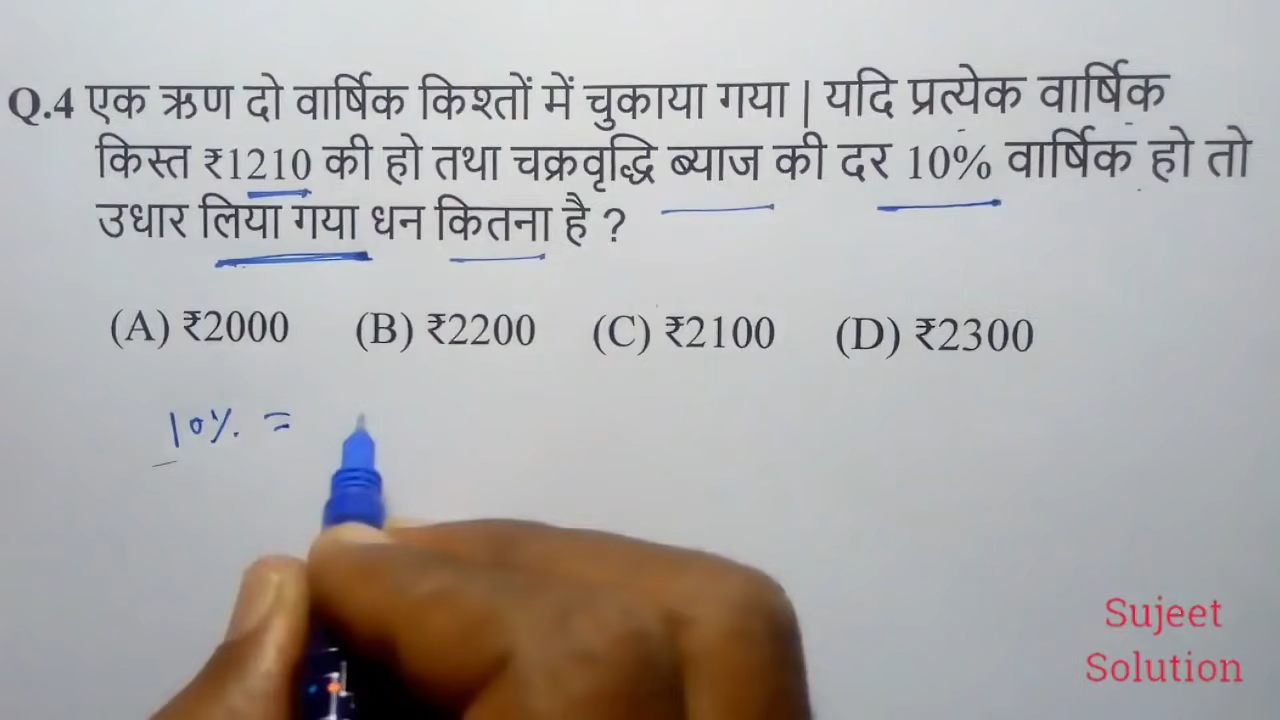 Q.4 एक ऋण दो वार्षिक किश्तों में चुकाया गया | यदि प्रत्येक वार्षिक
किस्त ₹1210 की हो तथा चक्रवृद्धि ब्याज की दर 10% वार्षिक हो तो
उधार लिया गया धन कितना है ?
(A) ₹2000 (B) ₹2200 (C) ₹2100 (D) ₹2300
10% =
Sujeet
Solution